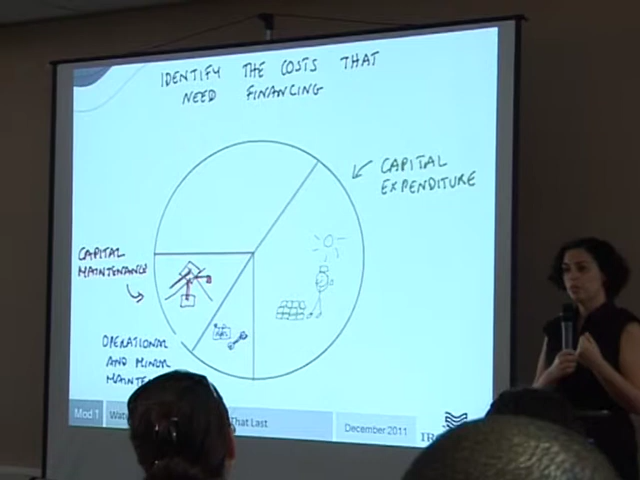 IDENTIFY THE COSTS THAT
NEED FINANCING
CAPITAL
EXPENDITURE
CAPITAL
MAINTENANCE
OPERATIONAL
AND MINOR
Mod 1
That Last
December 2011